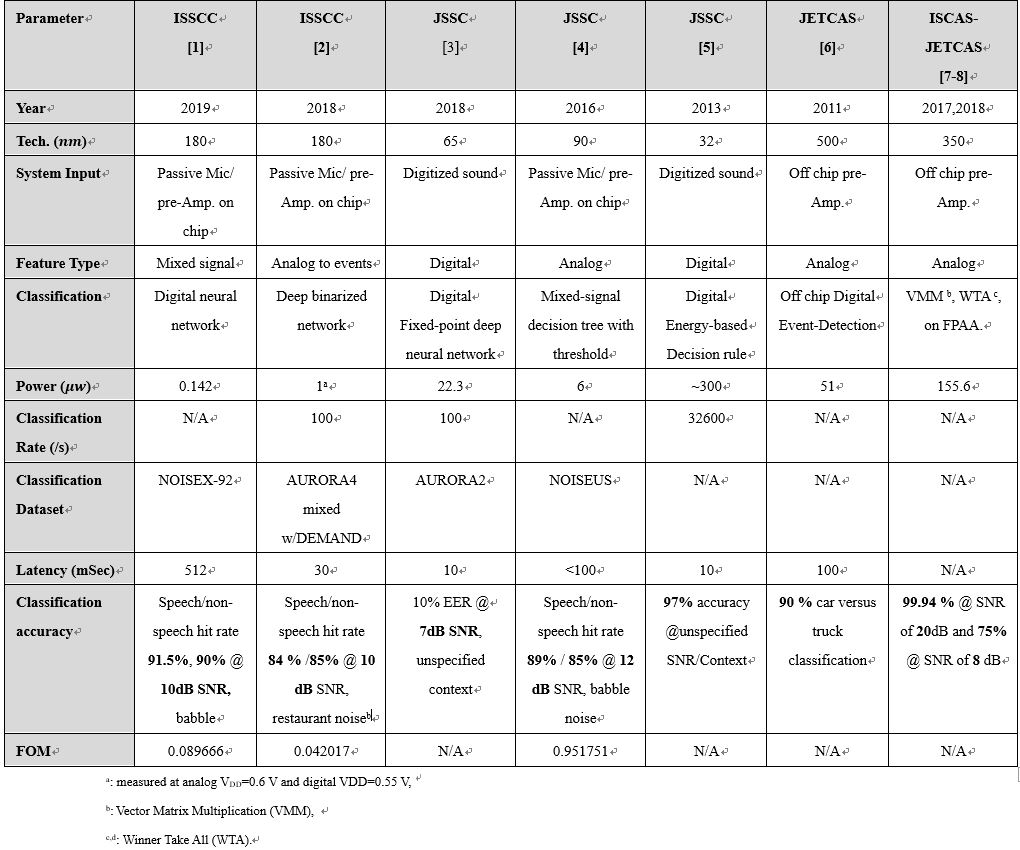 Parameter ISSCC [1] ISSCC [2] JSSC [3] JSSC [4] JSSC [5] JETCAS [6] ISCAS-JETCAS [7-8]
Year 2019 2018 2018 2016 2013 2011 2017,2018
Tech. (nm) 180 180 65 90 32 500 350
System Input Passive Mic/ pre-Amp. on chip Passive Mic/ pre-Amp. on chip Digitized sound Passive Mic/ pre-Amp. on chip Digitized sound Off chip pre-Amp. Off chip pre-Amp.
Feature Type Mixed signal Analog to events Digital Analog Digital Analog Analog
Classification Digital neural network Deep binarized network Digital Fixed-point deep neural network Mixed-signal decision tree with threshold Digital Energy-based Decision rule Off chip Digital Event-Detection VMM b, WTA c, on FPAA.
Power (μw) 0.142 1a 22.3 6 ~300 51 155.6
Classification Rate (/s) N/A 100 100 N/A 32600 N/A N/A
Classification Dataset NOISEX-92 AURORA4 mixed w/DEMAND AURORA2 NOISEUS N/A N/A N/A
Latency (mSec) 512 30 10 <100 10 100 N/A
Classification accuracy Speech/non-speech hit rate 91.5%, 90% @ 10dB SNR, babble Speech/non-speech hit rate 84 % /85% @ 10 dB SNR, restaurant noiseb 10% EER @ 7dB SNR, unspecified context Speech/non-speech hit rate 89% / 85% @ 12 dB SNR, babble noise 97% accuracy @unspecified SNR/Context 90 % car versus truck classification 99.94 % @ SNR of 20dB and 75% @ SNR of 8 dB
FOM 0.089666 0.042017 N/A 0.951751 N/A N/A N/A
a: measured at analog VDD=0.6 V and digital VDD=0.55 V,
b: Vector Matrix Multiplication (VMM),
c,d: Winner Take All (WTA).